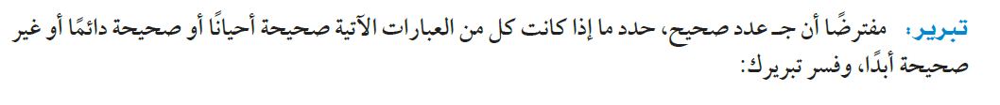 تبرير: مفترضًا أن جـ عدد صحيح، حدد ما إذا كانت كل من العبارات الآتية صحيحة أحيانًا أو صحيحة دائمًا أو غير
صحيحة أبدًا، وفسر تبريرك: